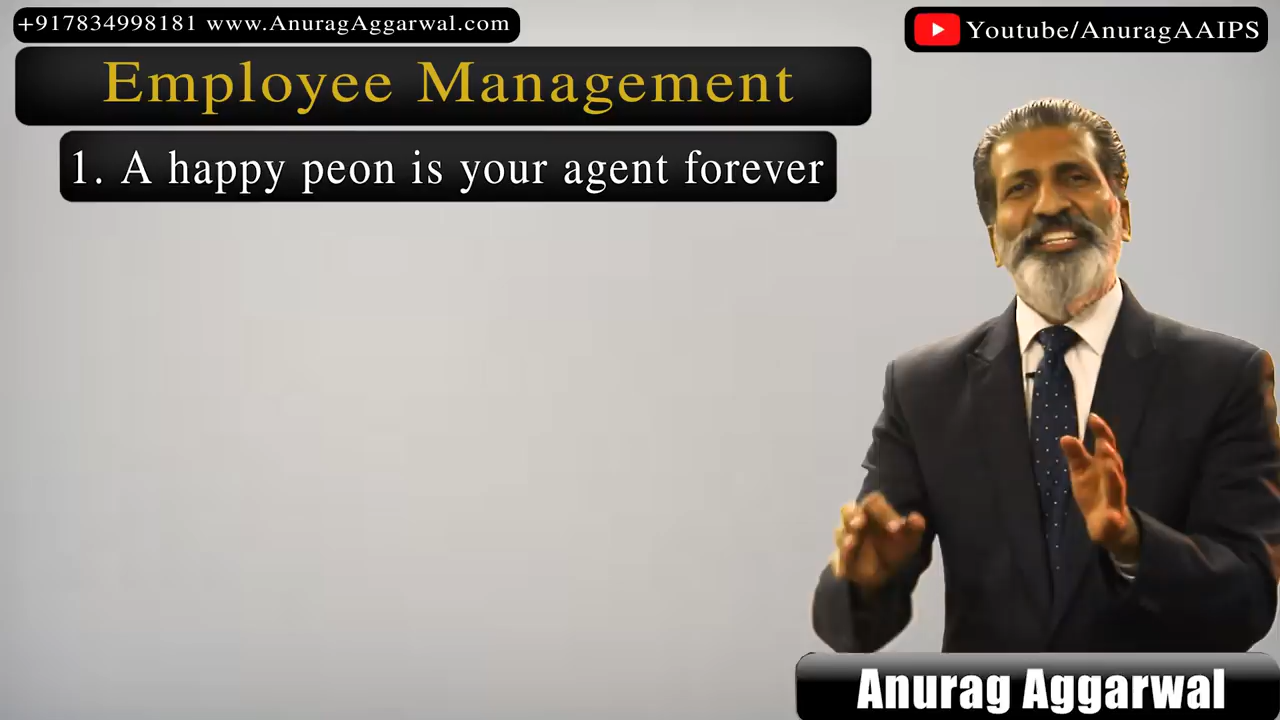 +917834998181 www.AnuragAggarwal.com
Youtube/AnuragAAIPS
Employee Management
1. A happy peon is your agent forever
Anurag Aggarwal